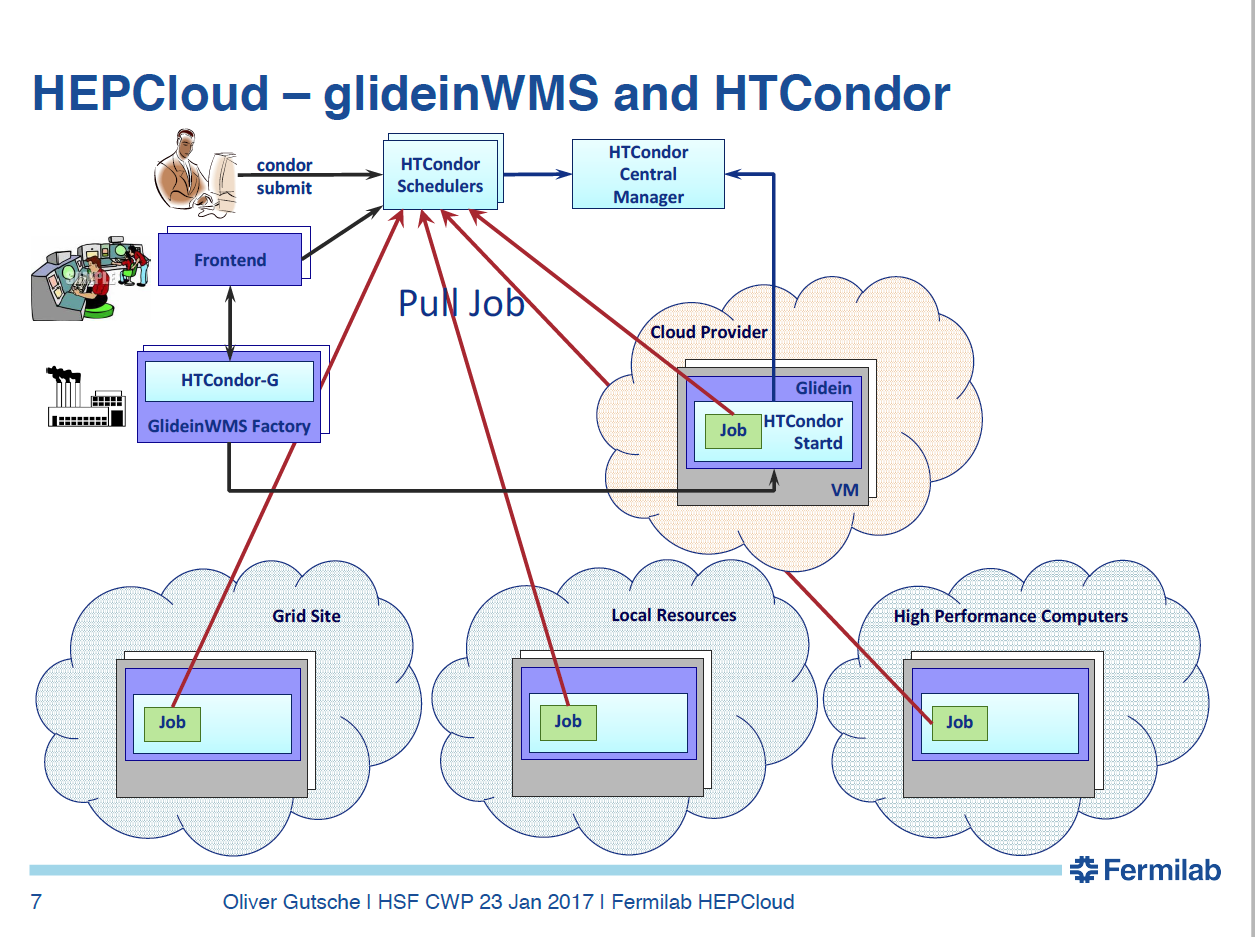 HEPCloud – glideinWMS and HTCondor
condor
submit
HTCondor
Schedulers
HTCondor
Central
Manager
Frontend
Pull Job
HTCondor-G
GlideinWMS Factory
Cloud Provider
Glidein
Job
HTCondor
Startd
VM
Grid Site
Job
Local Resources
Job
High Performance Computers
Job
Fermilab
7
Oliver Gutsche | HSF CWP 23 Jan 2017 | Fermilab HEPCloud